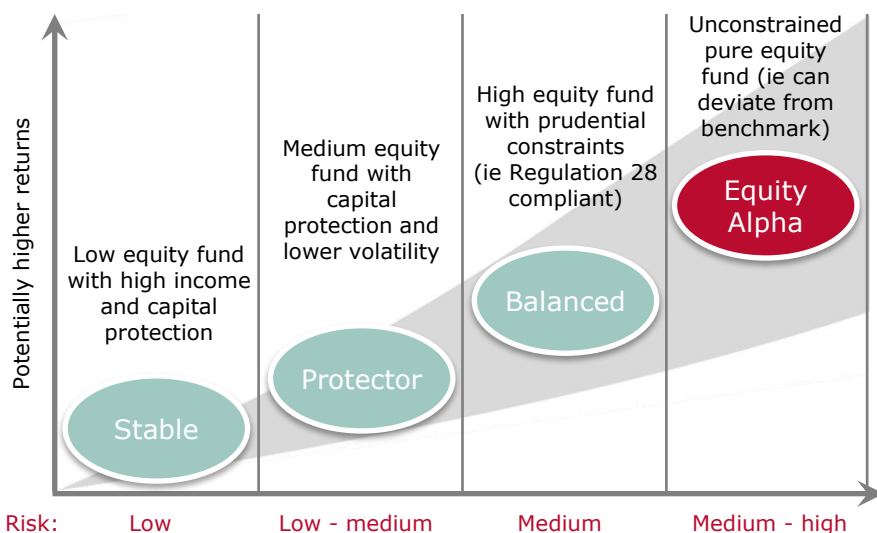 Potentially higher returns
Low equity fund
with high income
and capital
protection
Stable
Medium equity
fund with
capital
protection and
lower volatility
Protector
High equity fund
with prudential
constraints
(ie Regulation 28
compliant)
Balanced
Unconstrained
pure equity
fund (ie can
deviate from
benchmark)
Equity
Alpha
Risk: Low Low - medium Medium Medium - high